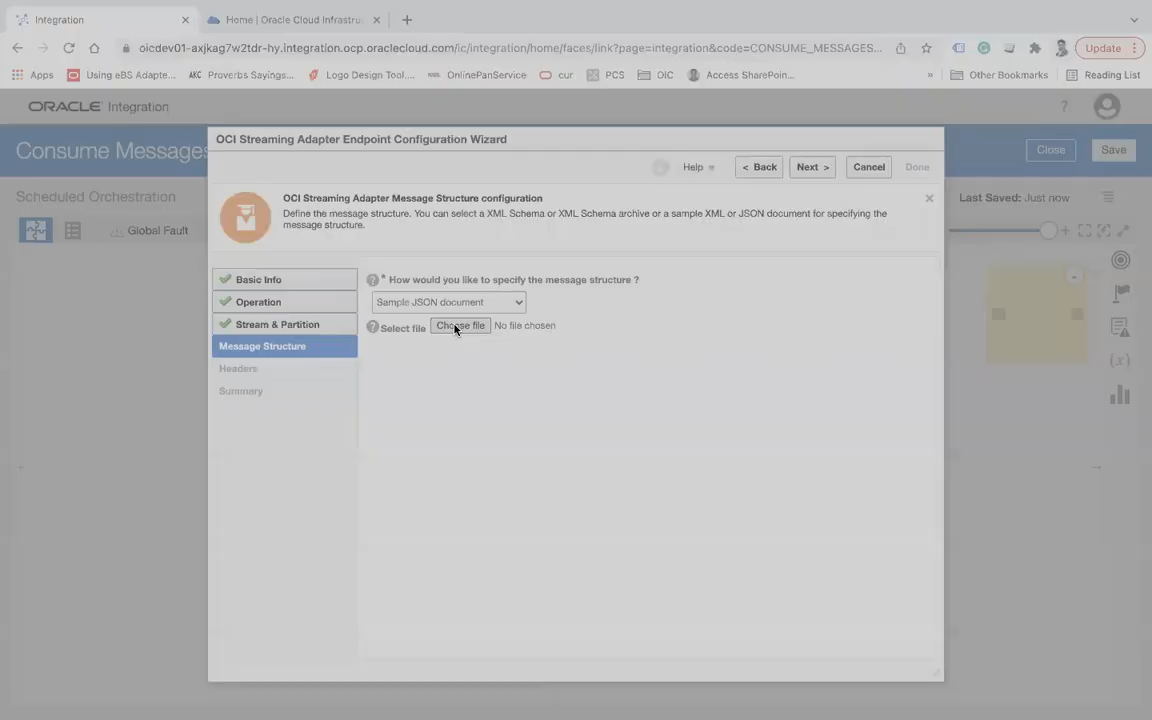 Integration
Home | Oracle Cloud Infrastru
oicdev01-axjkag7w2tdr-hy.integration.ocp.oraclecloud.com/ic/integration/home/faces/link?page=integration&code=CONSUME_MESSAGES...
Update
Apps
Using eBS Adapte...
AKC Proverbs Sayings...
Logo Design Tool....
OnlinePanService
cur
PCS
OIC
Access SharePoin...
»
Other Bookmarks
Reading List
ORACLE Integration
?
Consume Messages
Close
Save
Scheduled Orchestration
Last Saved: Just now
Global Fault
OCI Streaming Adapter Endpoint Configuration Wizard
Help
< Back
Next >
Cancel
Done
OCI Streaming Adapter Message Structure configuration
Define the message structure. You can select a XML Schema or XML Schema archive or a sample XML or JSON document for specifying the
message structure.
Basic Info
Operation
Stream & Partition
Message Structure
Headers
Summary
? * How would you like to specify the message structure ?
Sample JSON document
? Select file Choose file No file chosen
(x)